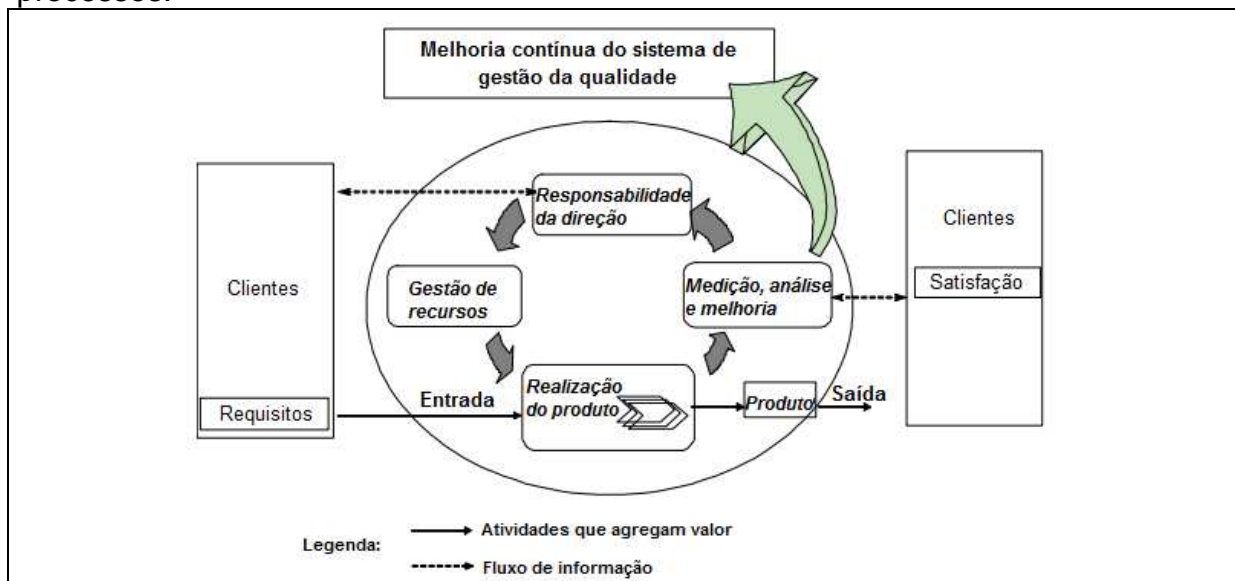 processos.
Melhoria contínua do sistema de
gestão da qualidade
Clientes
Requisitos
Responsabilidade
da direção
Gestão de
recursos
Medição, análise
e melhoria
Entrada
Realização
do produto
Produto
Saída
Clientes
Satisfação
Legenda:
Atividades que agregam valor
Fluxo de informação